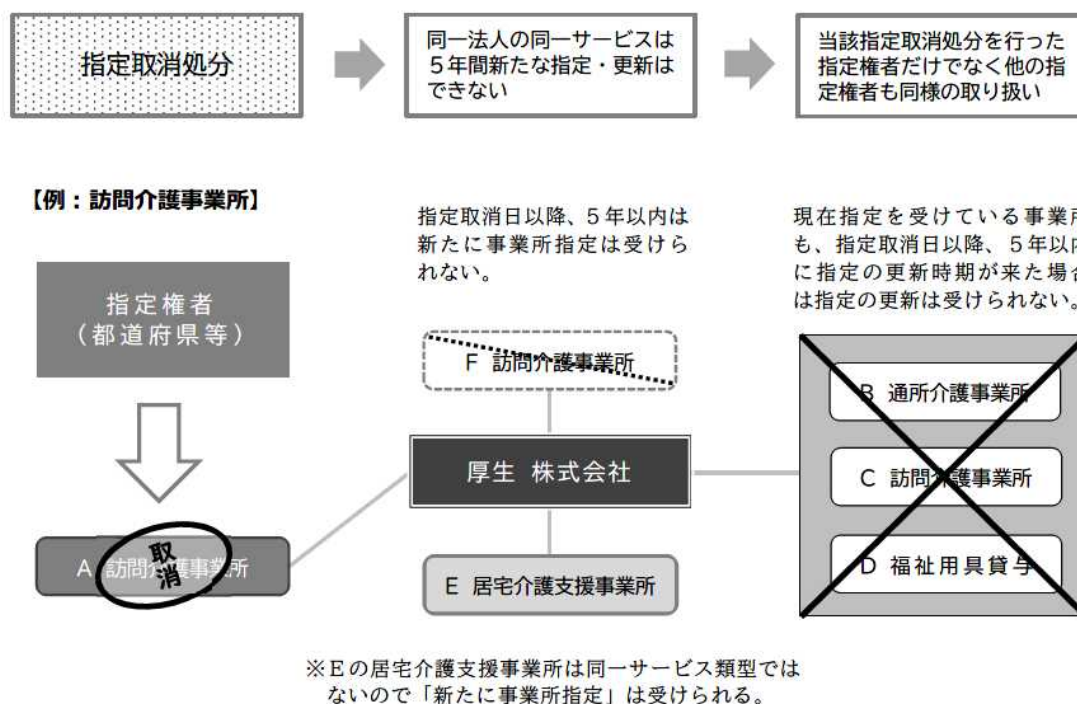 指定取消処分
同一法人の同一サービスは
５年間新たな指定・更新は
できない
当該指定取消処分を行った
指定権者だけでなく他の指
定権者も同様の取り扱い
【例：訪問介護事業所】
指定取消日以降、５年以内は
新たに事業所指定は受けら
れない。
現在指定を受けている事業所
も、指定取消日以降、５年以内
に指定の更新時期が来た場合
は指定の更新は受けられない。
指定権者
（都道府県等）
F 訪問介護事業所
B 通所介護事業所
厚生 株式会社
C 訪問介護事業所
A 訪問介護事業所
取消
E 居宅介護支援事業所
D 福祉用具貸与
※Ｅの居宅介護支援事業所は同一サービス類型では
ないので「新たに事業所指定」は受けられる。